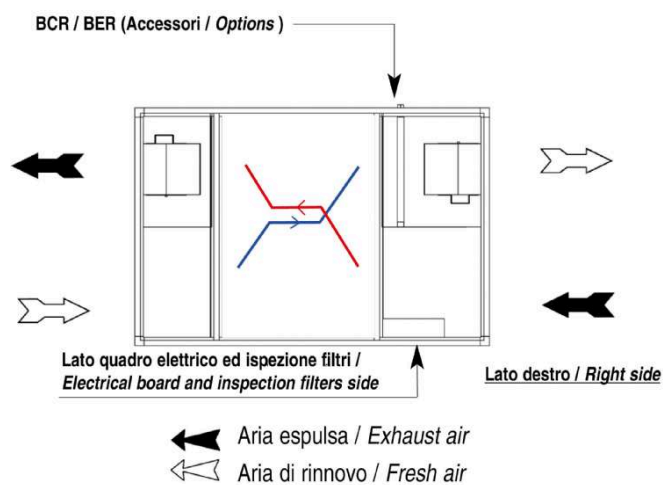 BCR / BER (Accessori / Options )
Lato quadro elettrico ed ispezione filtri /
Electrical board and inspection filters side
Lato destro / Right side
Aria espulsa / Exhaust air
Aria di rinnovo / Fresh air